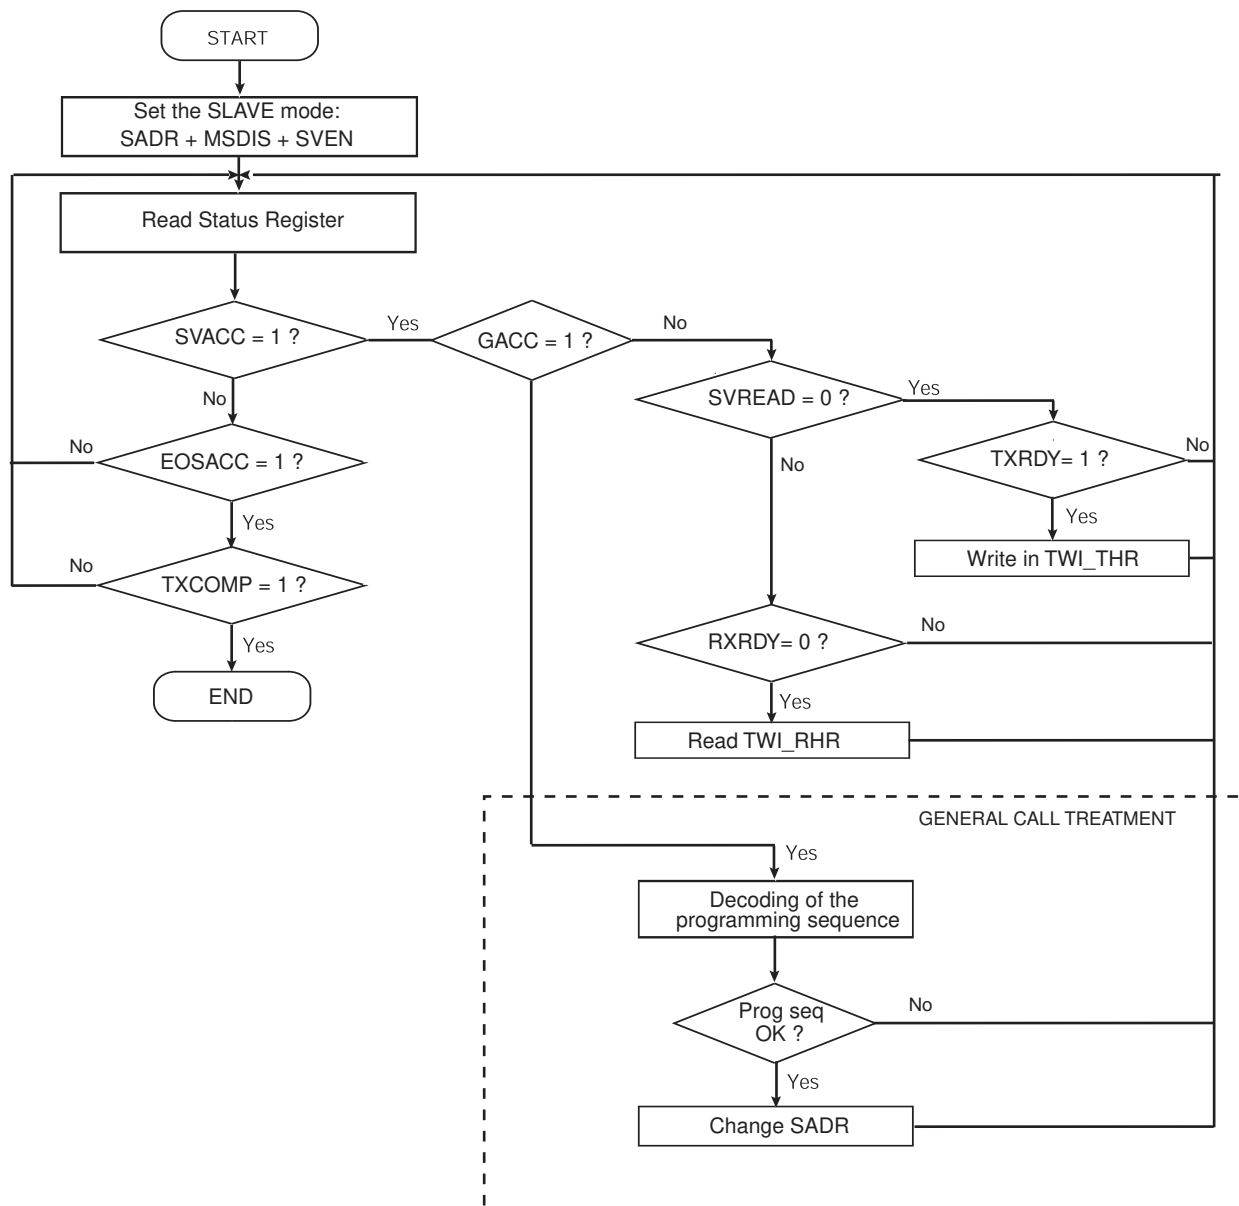 START
Set the SLAVE mode:
SADR + MSDIS + SVEN
Read Status Register
SVACC = 1 ?
Yes
GACC = 1 ?
No
No
SVREAD = 0 ?
Yes
No
EOSACC = 1 ?
No
TXRDY= 1 ?
No
Yes
Yes
Write in TWI_THR
No
TXCOMP = 1 ?
RXRDY= 0 ?
No
Yes
END
Yes
Read TWI_RHR
GENERAL CALL TREATMENT
Yes
Decoding of the
programming sequence
Prog seq
OK ?
No
Yes
Change SADR